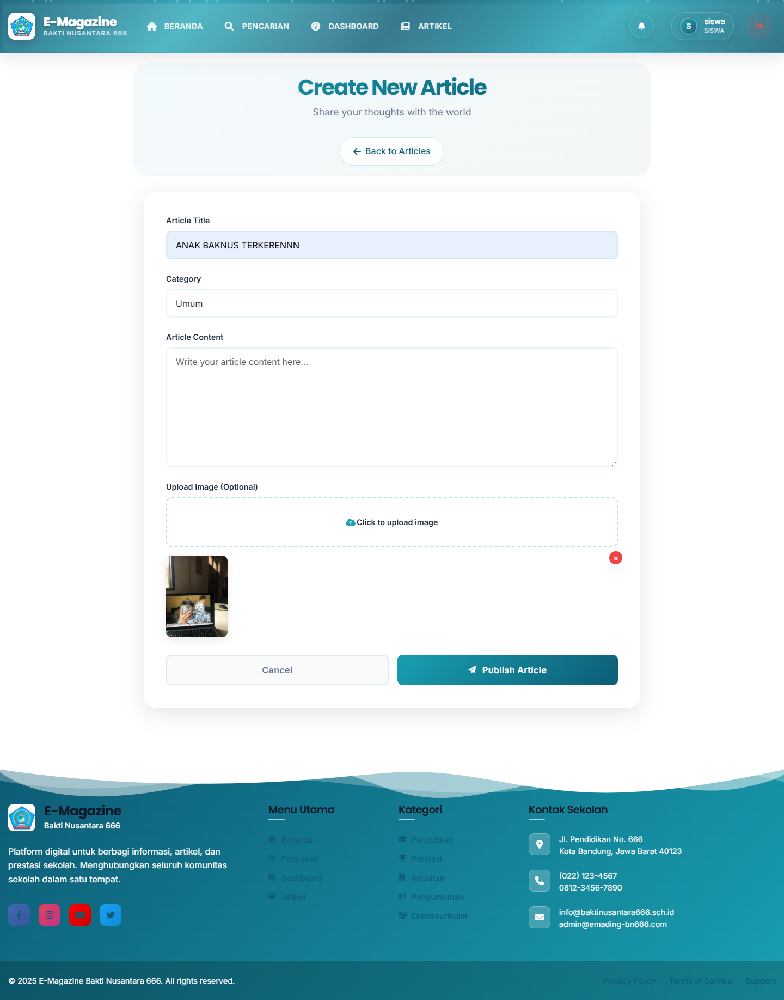 E-Magazine
BAKTI NUSANTARA 666
BERANDA
PENCARIAN
DASHBOARD
ARTIKEL
S
siswa
SISWA
Create New Article
Share your thoughts with the world
Back to Articles
Article Title
ANAK BAKNUS TERKERENNN
Category
Umum
Article Content
Write your article content here...
Upload Image (Optional)
Click to upload image
Cancel
Publish Article
E-Magazine
Bakti Nusantara 666
Platform digital untuk berbagi informasi, artikel, dan
prestasi sekolah. Menghubungkan seluruh komunitas
sekolah dalam satu tempat.
Menu Utama
Beranda
Pencarian
Dashboard
Artikel
Kategori
Pendidikan
Prestasi
Kegiatan
Pengumuman
Ekstrakurikuler
Kontak Sekolah
Jl. Pendidikan No. 666
Kota Bandung, Jawa Barat 40123
(022) 123-4567
0812-3456-7890
info@baktinusantara666.sch.id
admin@emading-bn666.com
© 2025 E-Magazine Bakti Nusantara 666. All rights reserved.
Privacy Policy
Terms of Service
Support